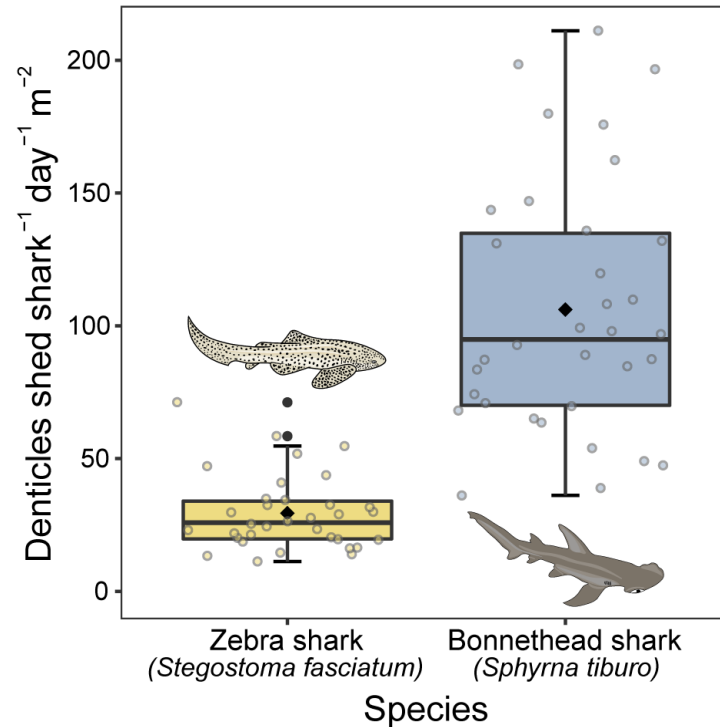 Denticles shed shark⁻¹ day⁻¹ m⁻²
200
150
100
50
0
Zebra shark
(Stegostoma fasciatum)
Bonnethead shark
(Sphyrna tiburo)
Species